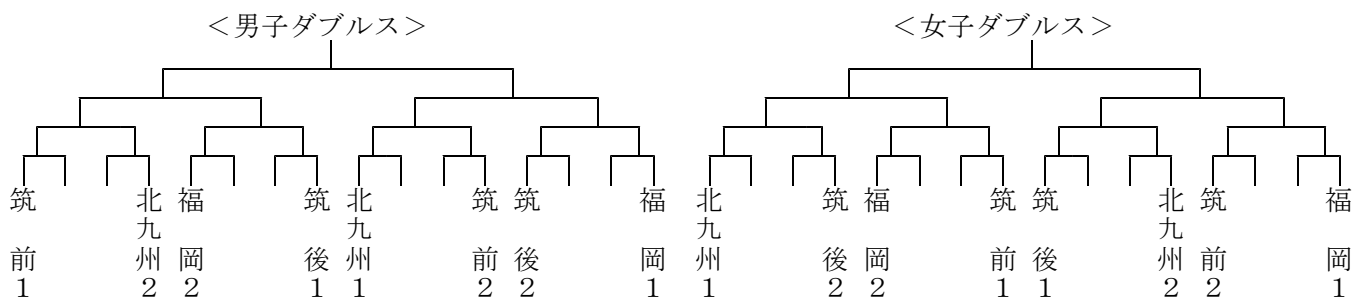 ＜男子ダブルス＞
筑前１
北九州２
福岡２
筑後１
北九州１
筑前２
筑後２
福岡１
＜女子ダブルス＞
北九州１
筑後２
福岡２
筑前１
筑後１
北九州２
筑前２
福岡１